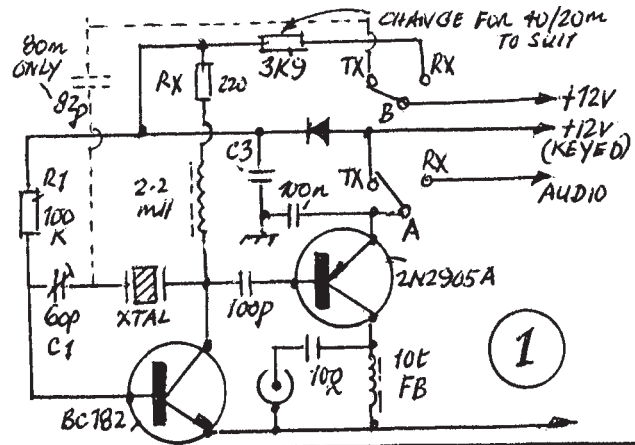 CHANGE FOR 40/20m
TO SUIT
80m
ONLY
82p
RX
220
3K9
TX
RX
B
+12V
+12V
(KEYED)
C3
R1
100
K
2.2
mH
100n
TX
RX
A
AUDIO
2N2905A
60p
C1
XTAL
100p
10n
10t
FB
BC182
1